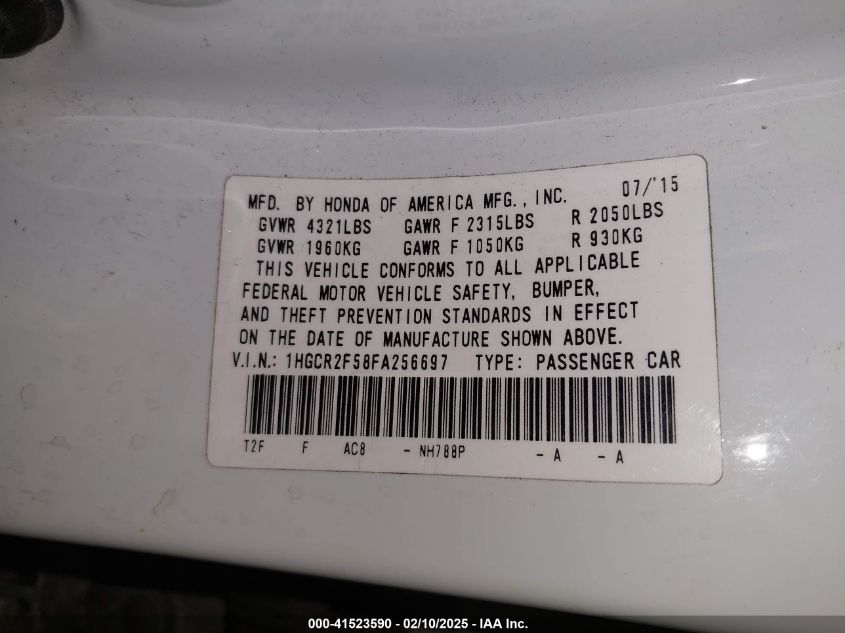 MFD. BY HONDA OF AMERICA MFG., INC. 07/'15
GVWR 4321LBS GAWR F 2315LBS R 2050LBS
GVWR 1960KG GAWR F 1050KG R 930KG
THIS VEHICLE CONFORMS TO ALL APPLICABLE
FEDERAL MOTOR VEHICLE SAFETY, BUMPER,
AND THEFT PREVENTION STANDARDS IN EFFECT
ON THE DATE OF MANUFACTURE SHOWN ABOVE.
V.I.N.: 1HGCR2F58FA256697 TYPE: PASSENGER CAR
T2F F AC8 - NH788P - A - A
000-41523590 - 02/10/2025 - IAA Inc.